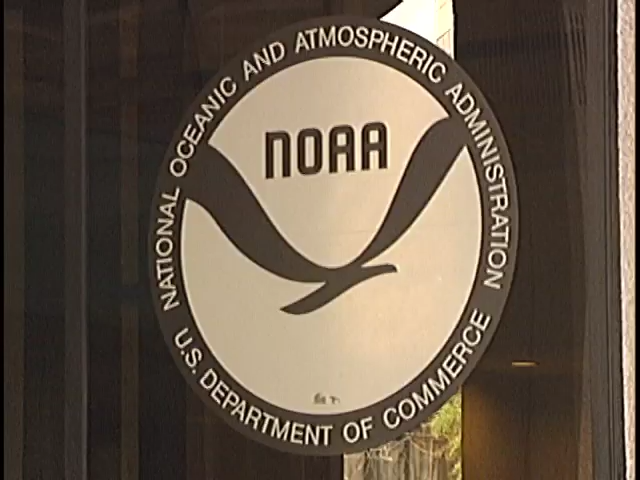 NATIONAL OCEANIC AND ATMOSPHERIC ADMINISTRATION
NOAA
U.S. DEPARTMENT OF COMMERCE